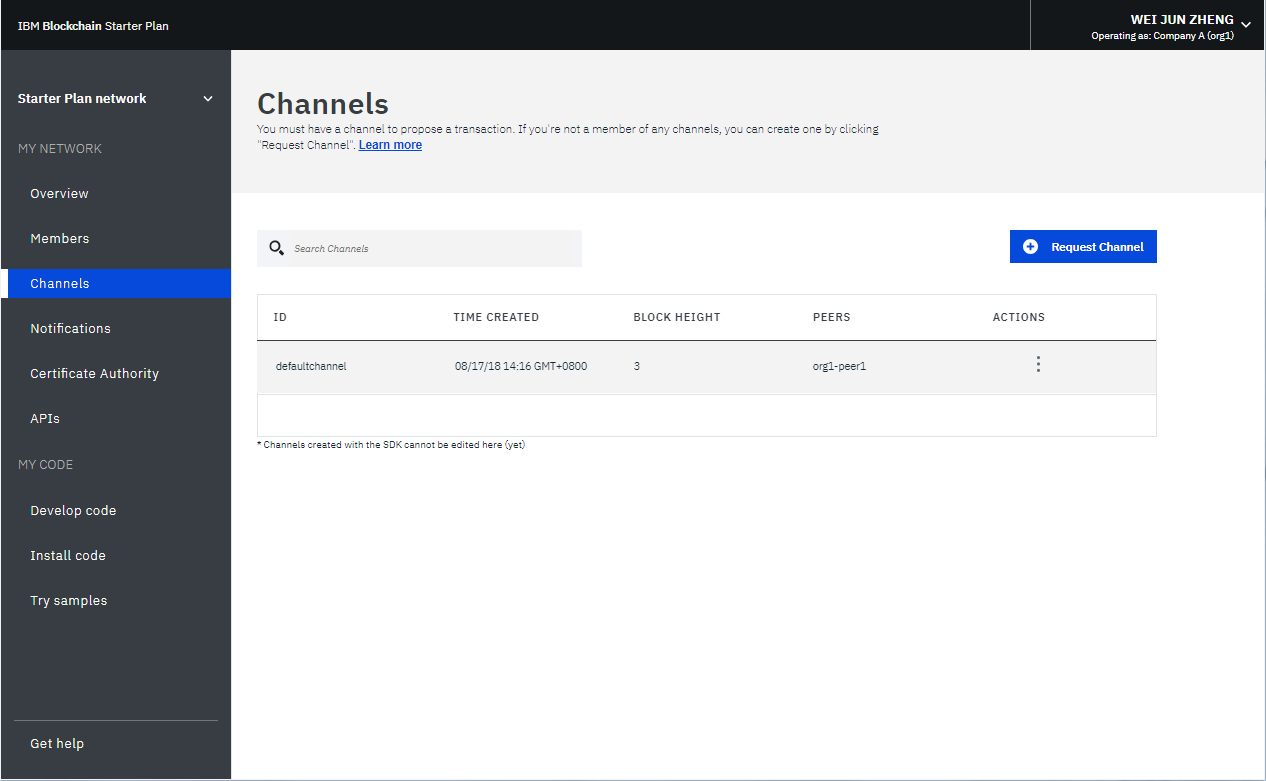 IBM Blockchain Starter Plan
WEI JUN ZHENG
Operating as: Company A (org1)
Starter Plan network
MY NETWORK
Overview
Members
Channels
Notifications
Certificate Authority
APIs
MY CODE
Develop code
Install code
Try samples
Get help
Channels
You must have a channel to propose a transaction. If you're not a member of any channels, you can create one by clicking
"Request Channel". Learn more
Search Channels
Request Channel
ID TIME CREATED BLOCK HEIGHT PEERS ACTIONS
defaultchannel 08/17/18 14:16 GMT+0800 3 org1-peer1
* Channels created with the SDK cannot be edited here (yet)